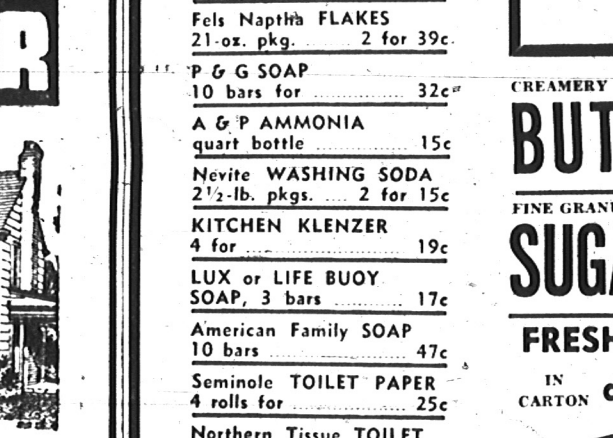 R
Fels Naptha FLAKES
21-oz. pkg. ........ 2 for 39c
P & G SOAP
10 bars for ................ 32c
A & P AMMONIA
quart bottle ................ 15c
Nevite WASHING SODA
2½-lb. pkgs. .... 2 for 15c
KITCHEN KLENZER
4 for ................ 19c
LUX or LIFE BUOY
SOAP, 3 bars ............ 17c
American Family SOAP
10 bars .................... 47c
Seminole TOILET PAPER
4 rolls for ................ 25c
Northern Tissue TOILET
CREAMERY
BUT
FINE GRANU
SUGA
FRESH
IN
CARTON